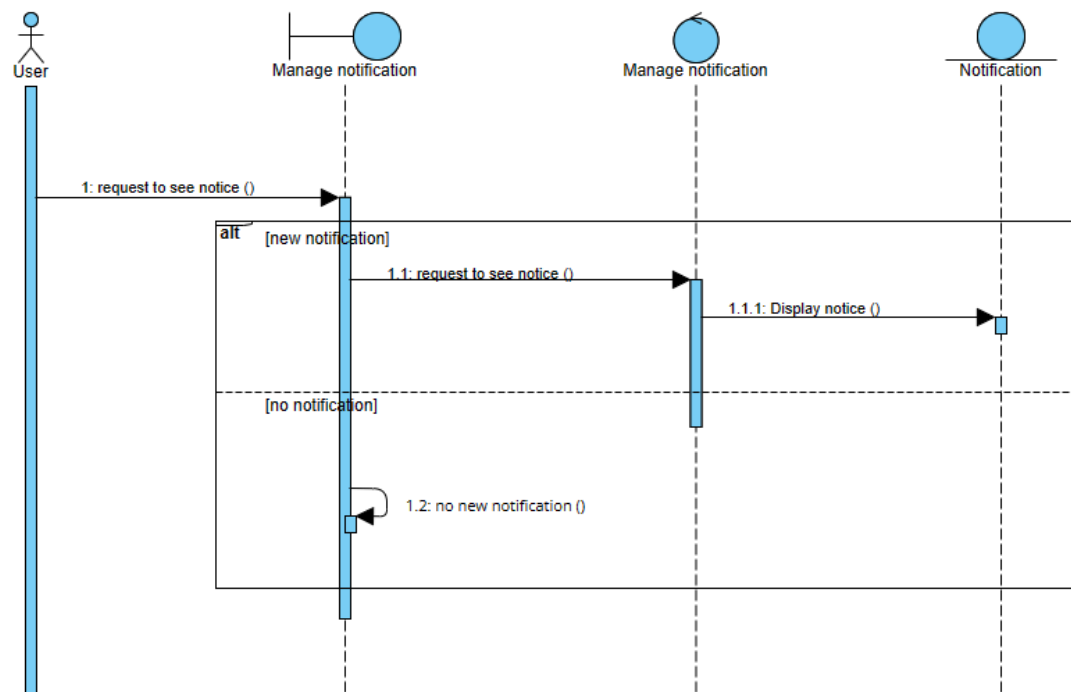 User
Manage notification
Manage notification
Notification
1: request to see notice ()
alt
[new notification]
1.1: request to see notice ()
1.1.1: Display notice ()
[no notification]
1.2: no new notification ()